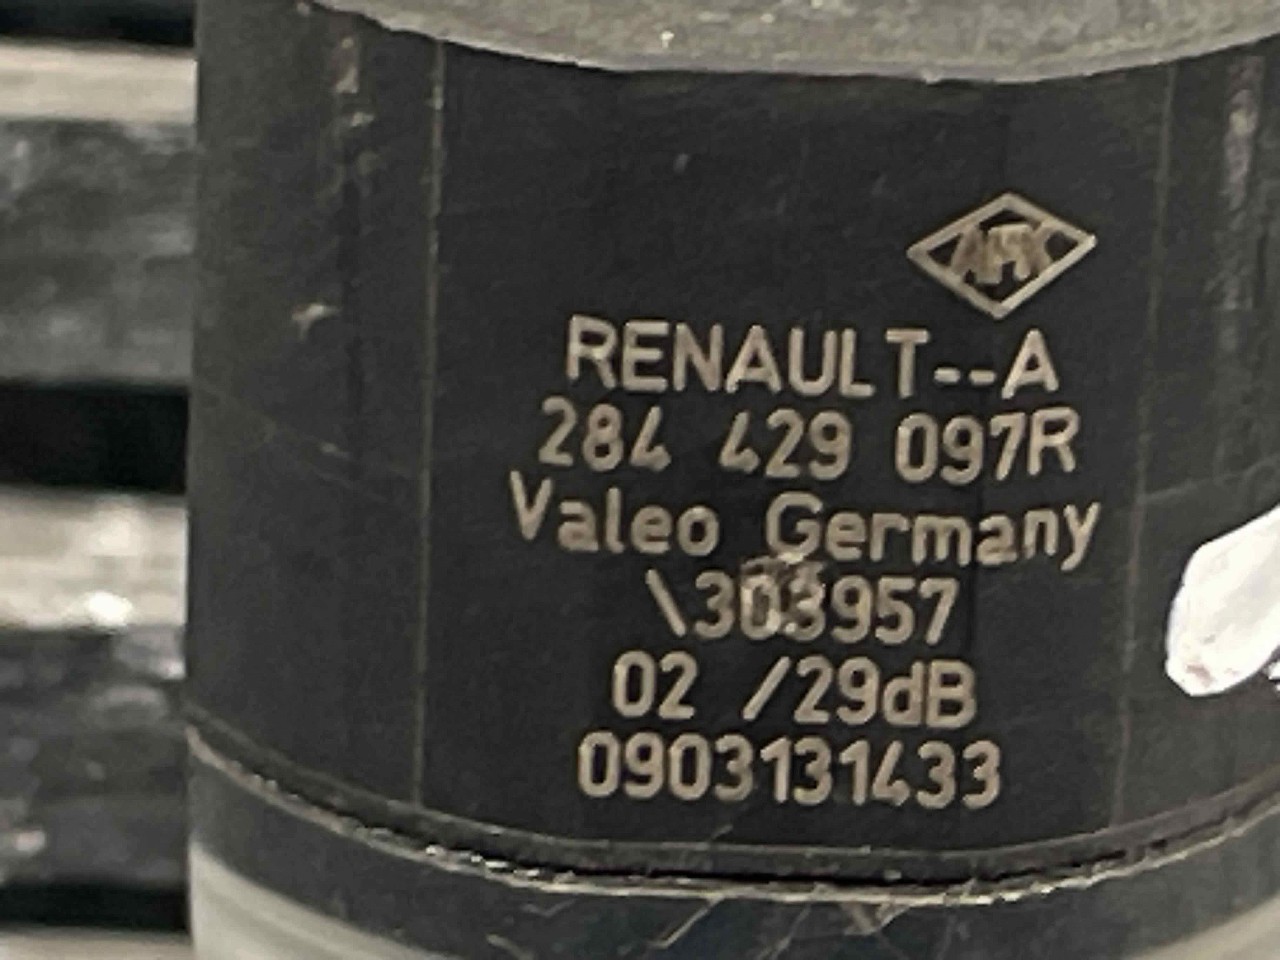 RENAULT--A
284 429 097R
Valeo Germany
\303957
02 /29dB
0903131433